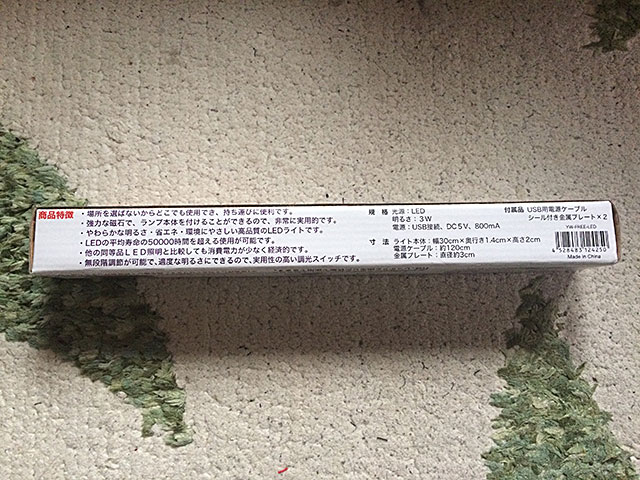 商品特徴
・場所を選ばないからどこでも使用でき、持ち運びに便利です。
・強力な磁石で、ランプ本体を付けることができるので、非常に実用的です。
・やわらかな明るさ・省エネ・環境にやさしい高品質のLEDライトです。
・LEDの平均寿命の50000時間を超える使用が可能です。
・他の同等品LED照明と比較しても消費電力が少なく経済的です。
・無段階調節が可能で、適度な明るさにできるので、実用性の高い調光スイッチです。
規格 光源:LED
明るさ:3W
電源:USB接続、DC5V、800mA
寸法 ライト本体:幅30cm×奥行き1.4cm×高さ2cm
電源ケーブル:約120cm
金属プレート:直径約3cm
付属品 USB用電源ケーブル
シール付き金属プレート×2
YW-FREE-LED
4526483724250
Made in China